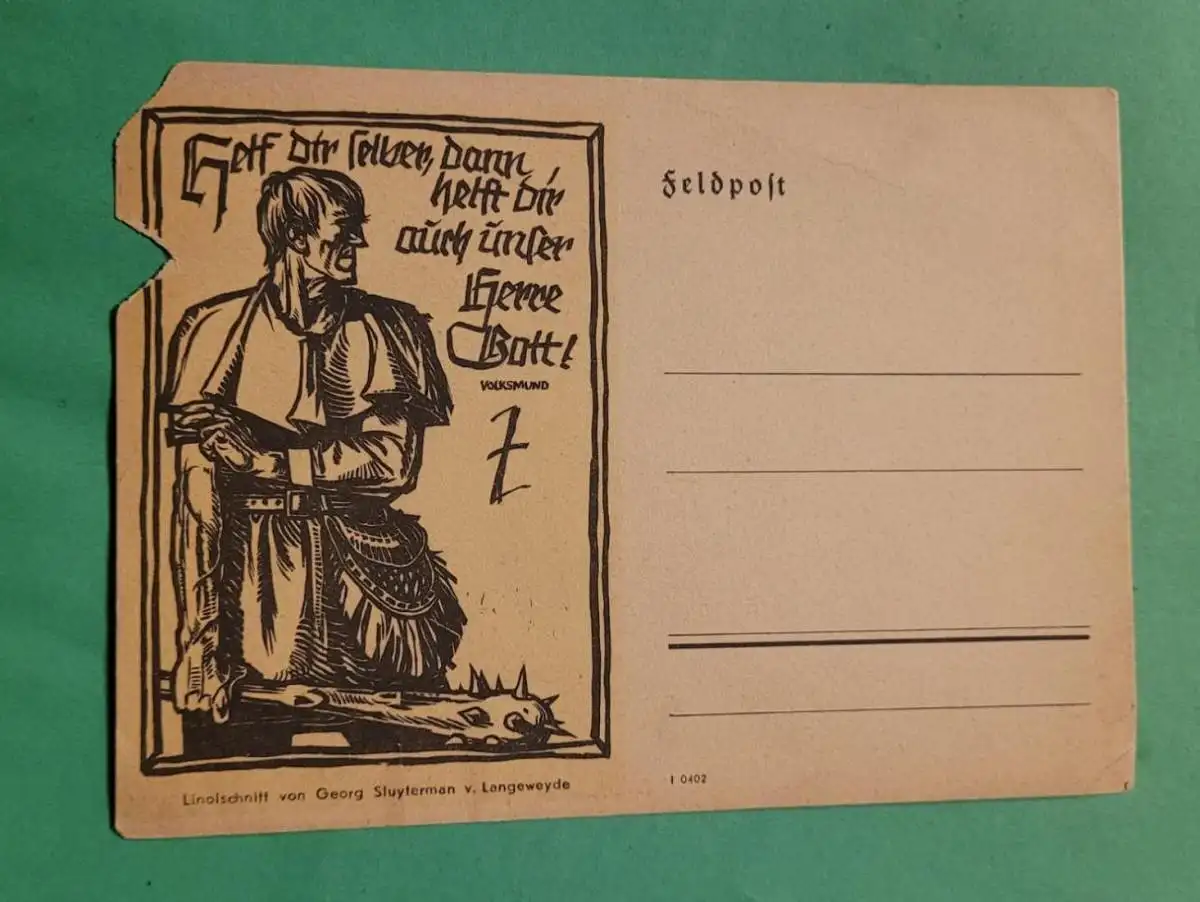 Helf dir selber, dann
helft dir
auch unser
Herre
Gott!
VOLKSMUND
Linolschnitt von Georg Sluyterman v. Langeweyde
Feldpost
I 0402